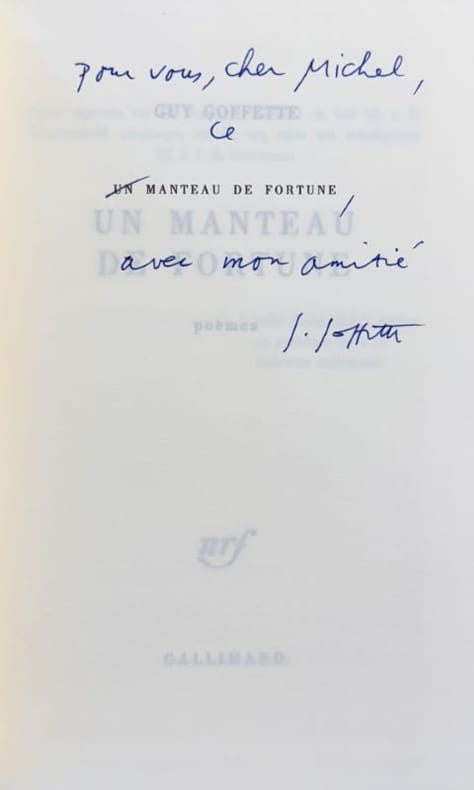 Pour vous, cher Michel,
GUY GOFFETTE
ce
UN MANTEAU DE FORTUNE,
UN MANTEAU
DE FORTUNE
avec mon amitié
poèmes
G. Goffette
nrf
GALLIMARD